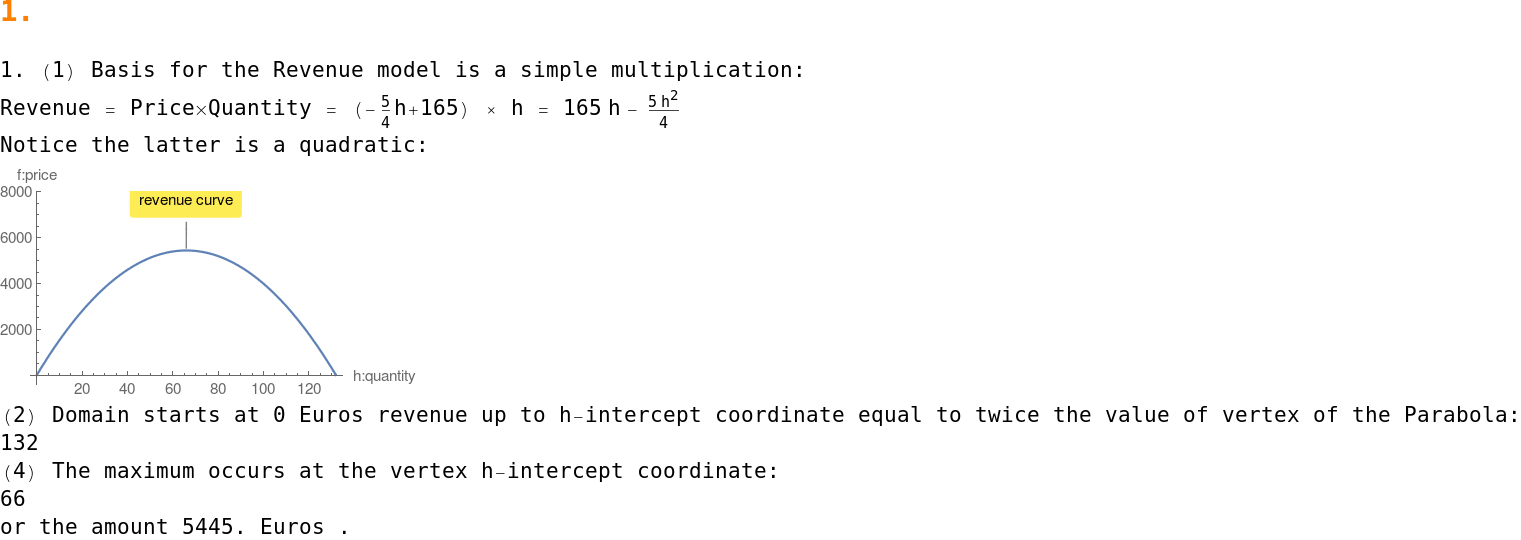 1.
1. (1) Basis for the Revenue model is a simple multiplication:
Revenue = Price×Quantity = (-5/4 h+165) × h = 165 h - 5 h²/4
Notice the latter is a quadratic:
f:price
8000
revenue curve
6000
4000
2000
20 40 60 80 100 120
h:quantity
(2) Domain starts at 0 Euros revenue up to h-intercept coordinate equal to twice the value of vertex of the Parabola:
132
(4) The maximum occurs at the vertex h-intercept coordinate:
66
or the amount 5445. Euros .